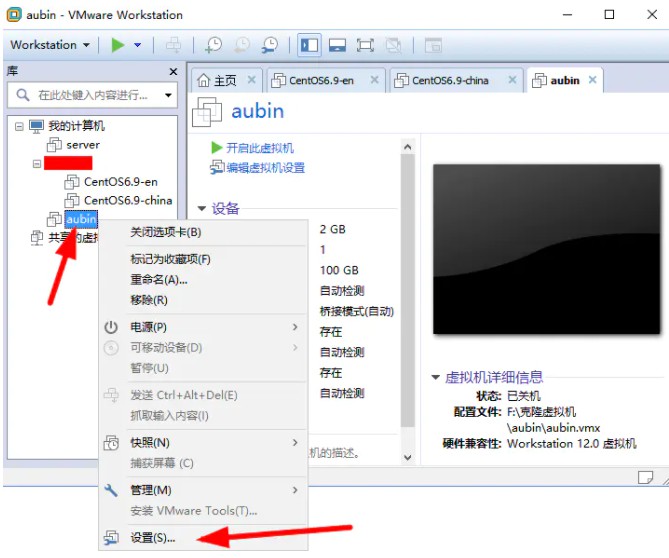 aubin - VMware Workstation
Workstation
库
在此处键入内容进行...
主页
CentOS6.9-en
CentOS6.9-china
aubin
我的计算机
server
CentOS6.9-en
CentOS6.9-china
aubin
共享的虚拟
aubin
开启此虚拟机
编辑虚拟机设置
设备
2 GB
1
100 GB
自动检测
桥接模式(自动)
存在
自动检测
存在
自动检测
机的描述。
关闭选项卡(B)
标记为收藏项(F)
重命名(A)...
移除(R)
电源(P)
可移动设备(D)
暂停(U)
发送 Ctrl+Alt+Del(E)
抓取输入内容(I)
快照(N)
捕获屏幕 (C)
管理(M)
安装 VMware Tools(T)...
设置(S)...
虚拟机详细信息
状态: 已关机
配置文件: F:\克隆虚拟机
\aubin\aubin.vmx
硬件兼容性: Workstation 12.0 虚拟机